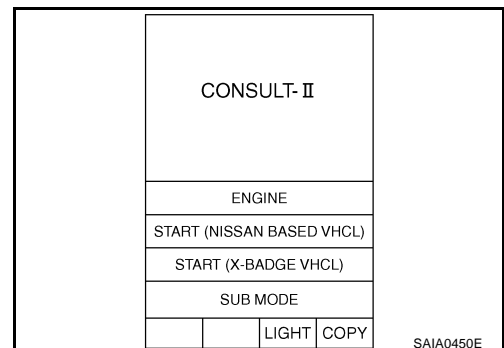 CONSULT-II
ENGINE
START (NISSAN BASED VHCL)
START (X-BADGE VHCL)
SUB MODE
LIGHT COPY
SAIA0450E